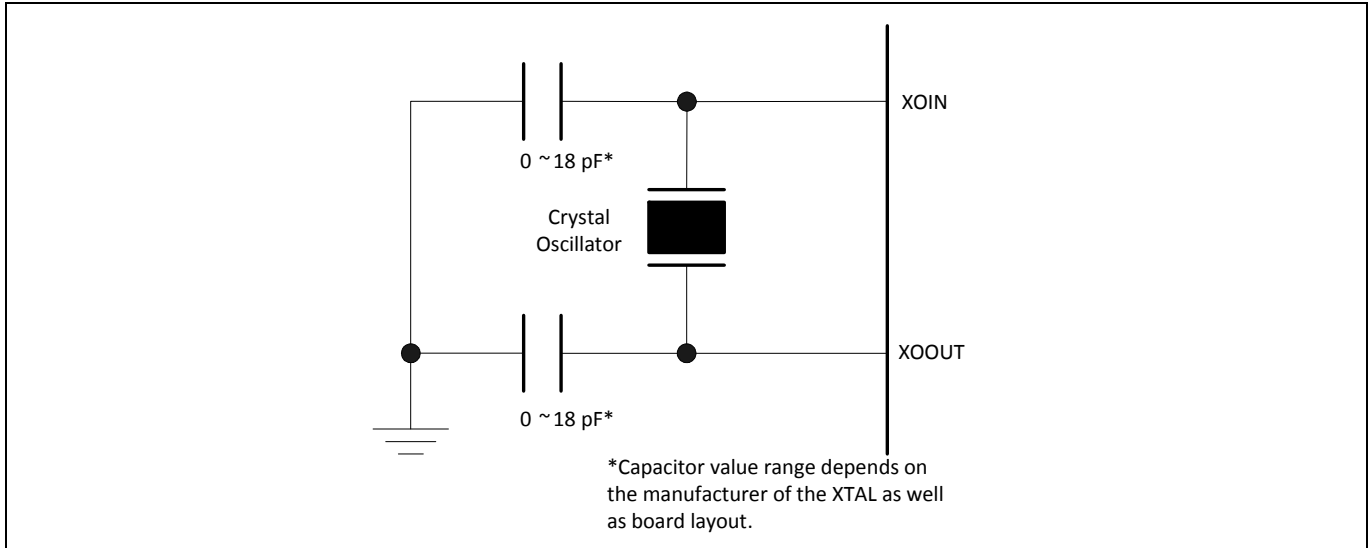 XOIN
0 ~18 pF*
Crystal
Oscillator
XOOUT
0 ~18 pF*
*Capacitor value range depends on
the manufacturer of the XTAL as well
as board layout.